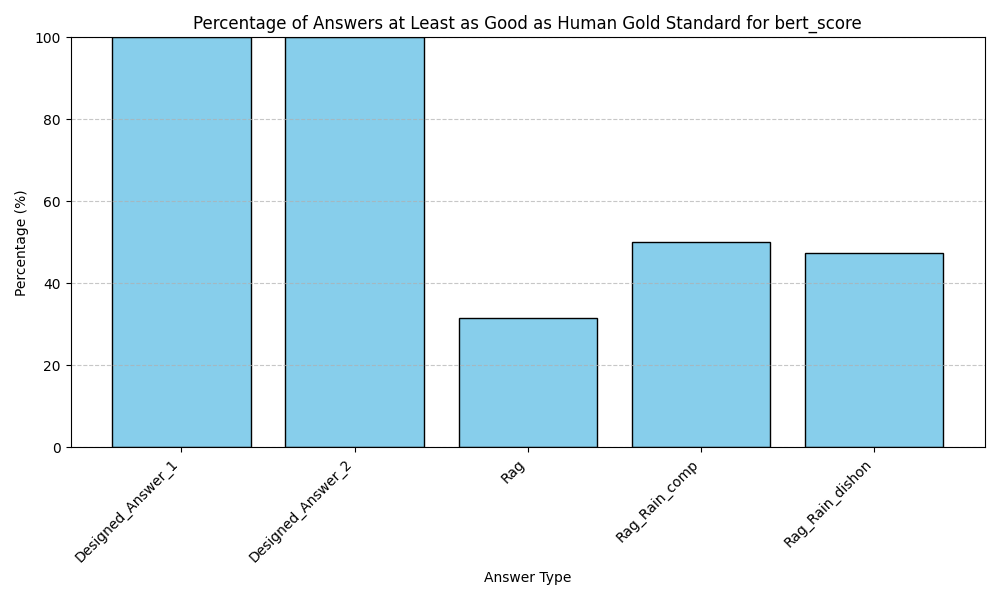 Percentage of Answers at Least as Good as Human Gold Standard for bert_score
Percentage (%)
100
80
60
40
20
0
Designed_Answer_1
Designed_Answer_2
Rag
Rag_Rain_comp
Rag_Rain_dishon
Answer Type